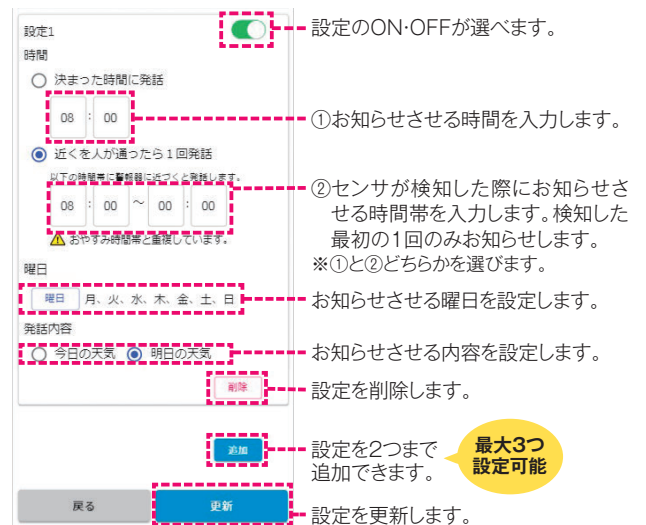 設定1
設定のON・OFFが選べます。
時間
決まった時間に発話
08 : 00
①お知らせさせる時間を入力します。
近くを人が通ったら1回発話
以下の時間帯に警報器に近づくと発話します。
08 : 00 ~ 00 : 00
おやすみ時間帯と重複しています。
②センサが検知した際にお知らせさ
せる時間帯を入力します。検知した
最初の1回のみお知らせします。
※①と②どちらかを選びます。
曜日
曜日 月、火、水、木、金、土、日
お知らせさせる曜日を設定します。
発話内容
今日の天気 明日の天気
お知らせさせる内容を設定します。
削除
設定を削除します。
追加
設定を2つまで
追加できます。
最大3つ
設定可能
戻る
更新
設定を更新します。